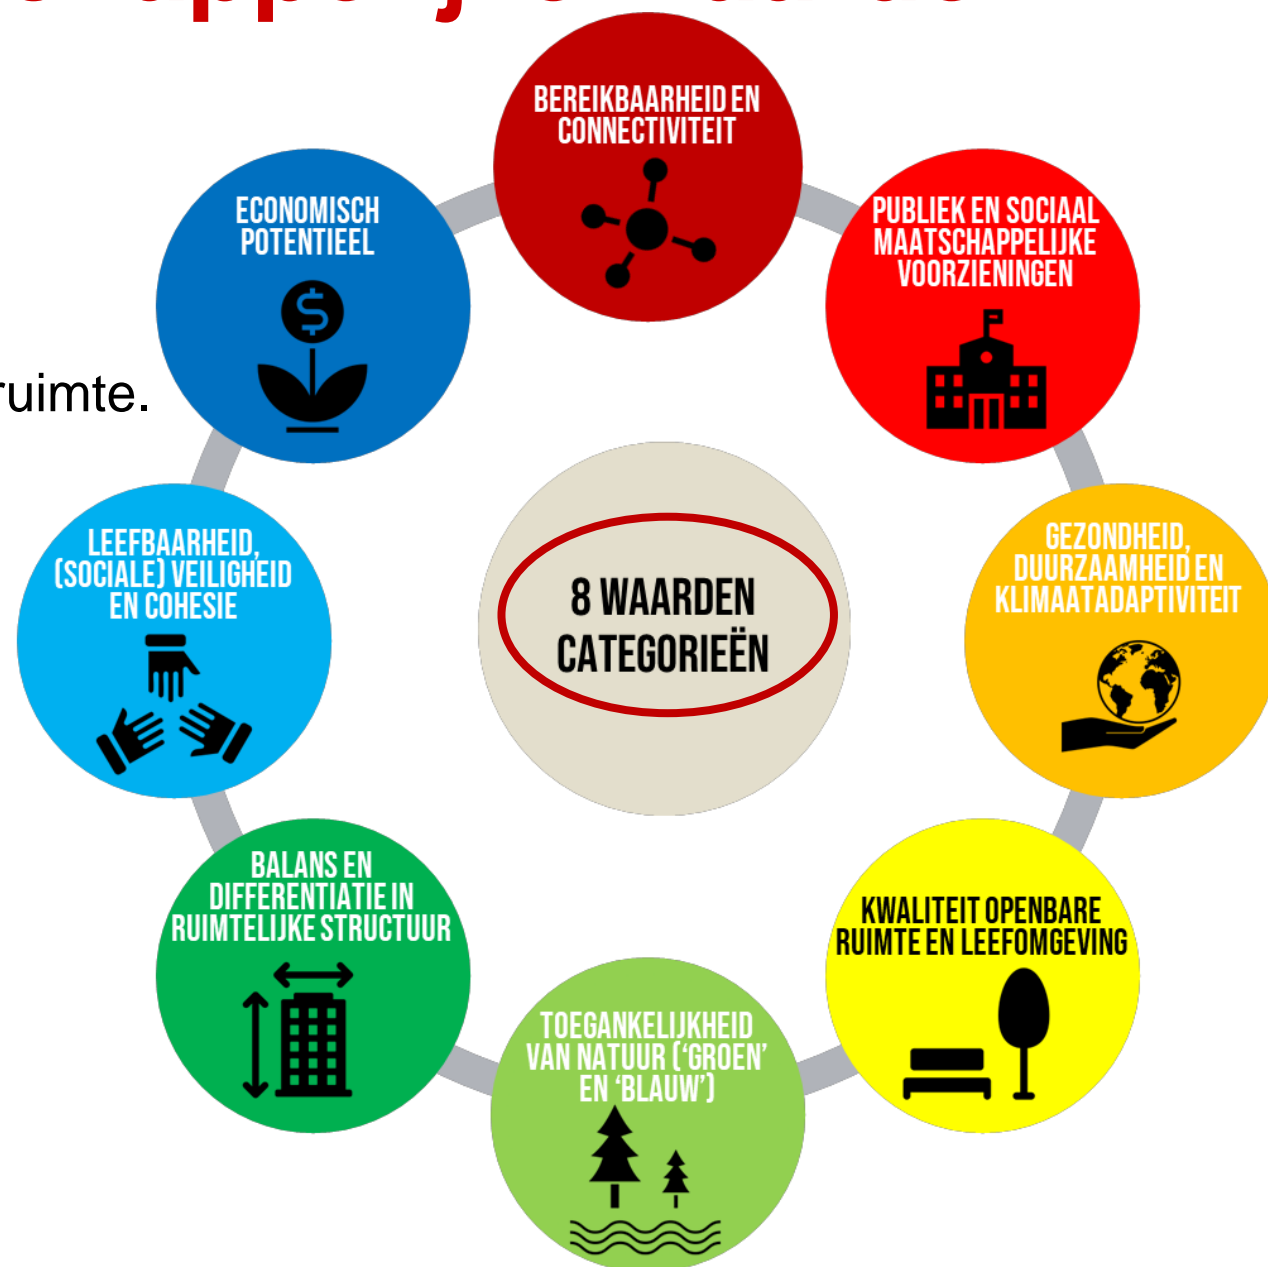 BEREIKBAARHEID EN
CONNECTIVITEIT
PUBLIEK EN SOCIAAL
MAATSCHAPPELIJKE
VOORZIENINGEN
GEZONDHEID,
DUURZAAMHEID EN
KLIMAATADAPTIVITEIT
KWALITEIT OPENBARE
RUIMTE EN LEEFOMGEVING
TOEGANKELIJKHEID
VAN NATUUR (‘GROEN’
EN ‘BLAUW’)
BALANS EN
DIFFERENTIATIE IN
RUIMTELIJKE STRUCTUUR
LEEFBAARHEID,
(SOCIALE) VEILIGHEID
EN COHESIE
ECONOMISCH
POTENTIEEL
$
ruimte.
8 WAARDEN
CATEGORIEËN